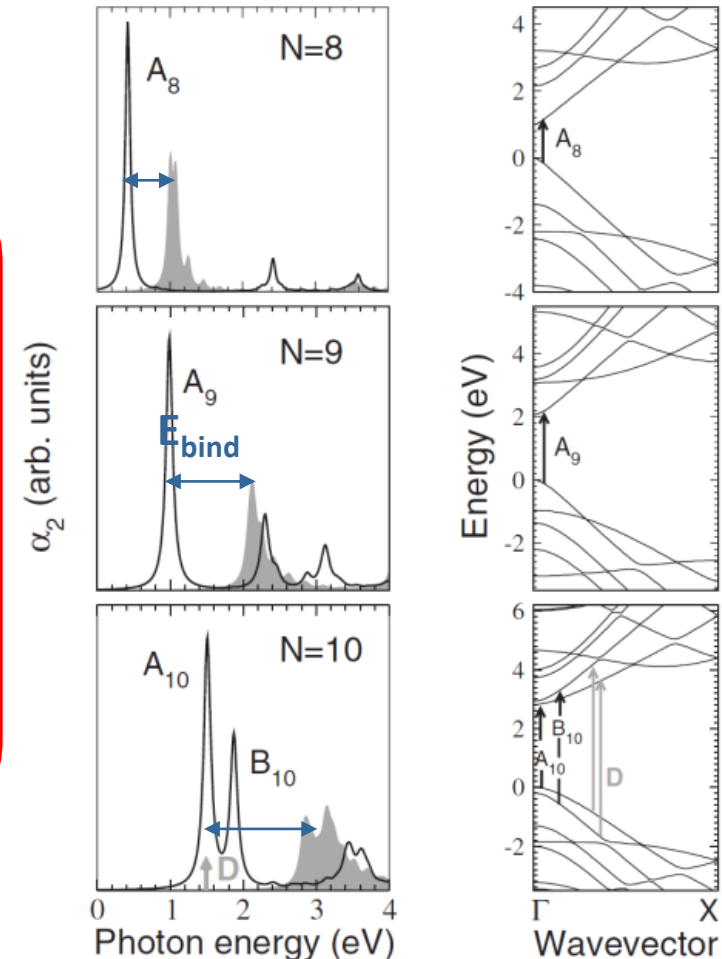 N=8
A8
4
2
0
-2
-4
A8
N=9
A9
Ebind
4
2
0
-2
A9
N=10
A10
B10
D
6
4
2
0
-2
B10
A10
D
α2 (arb. units)
Energy (eV)
0 1 2 3 4
Photon energy (eV)
Γ X
Wavevector